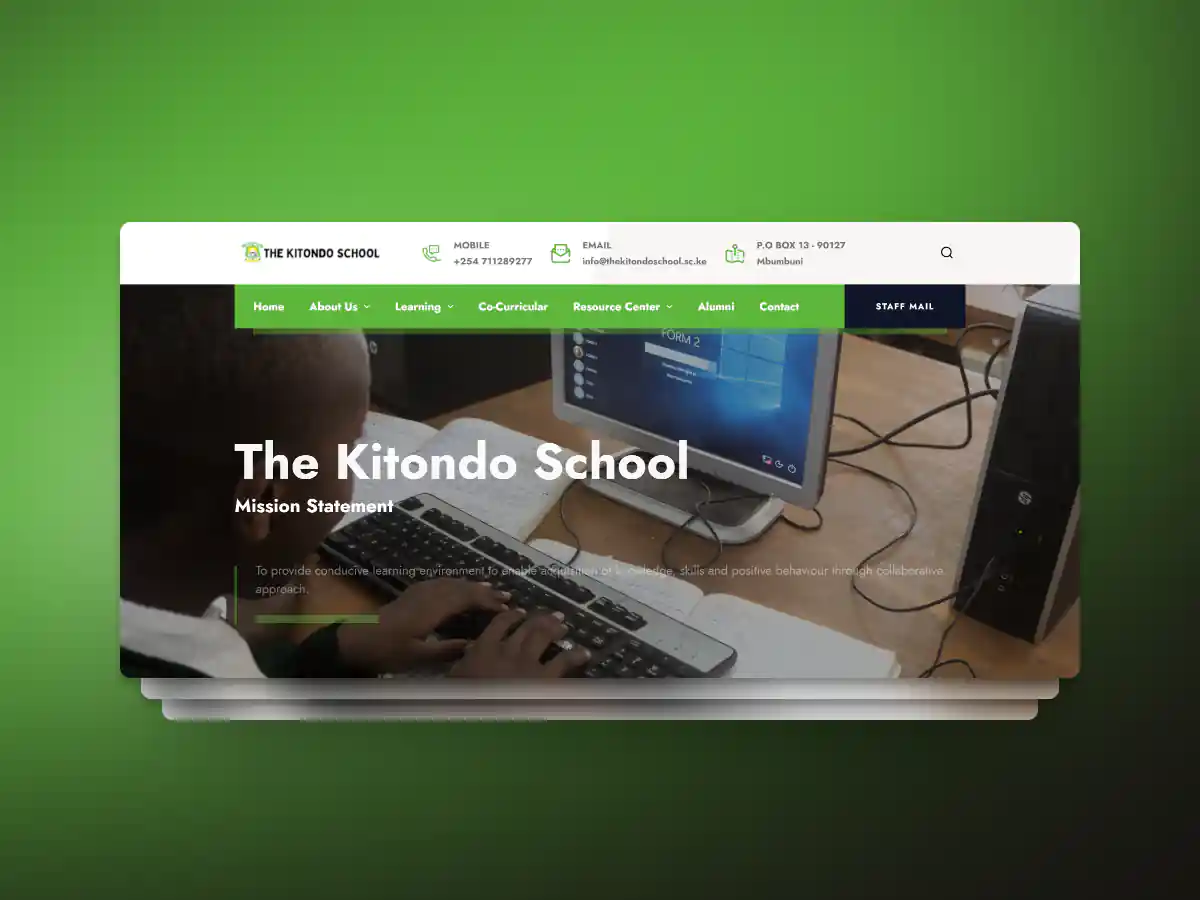 THE KITONDO SCHOOL
MOBILE
+254 711289277
EMAIL
info@thekitondoschool.sc.ke
P.O BOX 13 - 90127
Mbumbuni
Home About Us Learning Co-Curricular Resource Center Alumni Contact STAFF MAIL
FORM 2
The Kitondo School
Mission Statement
To provide conducive learning environment to enable acquisition of knowledge, skills and positive behaviour through collaborative
approach.